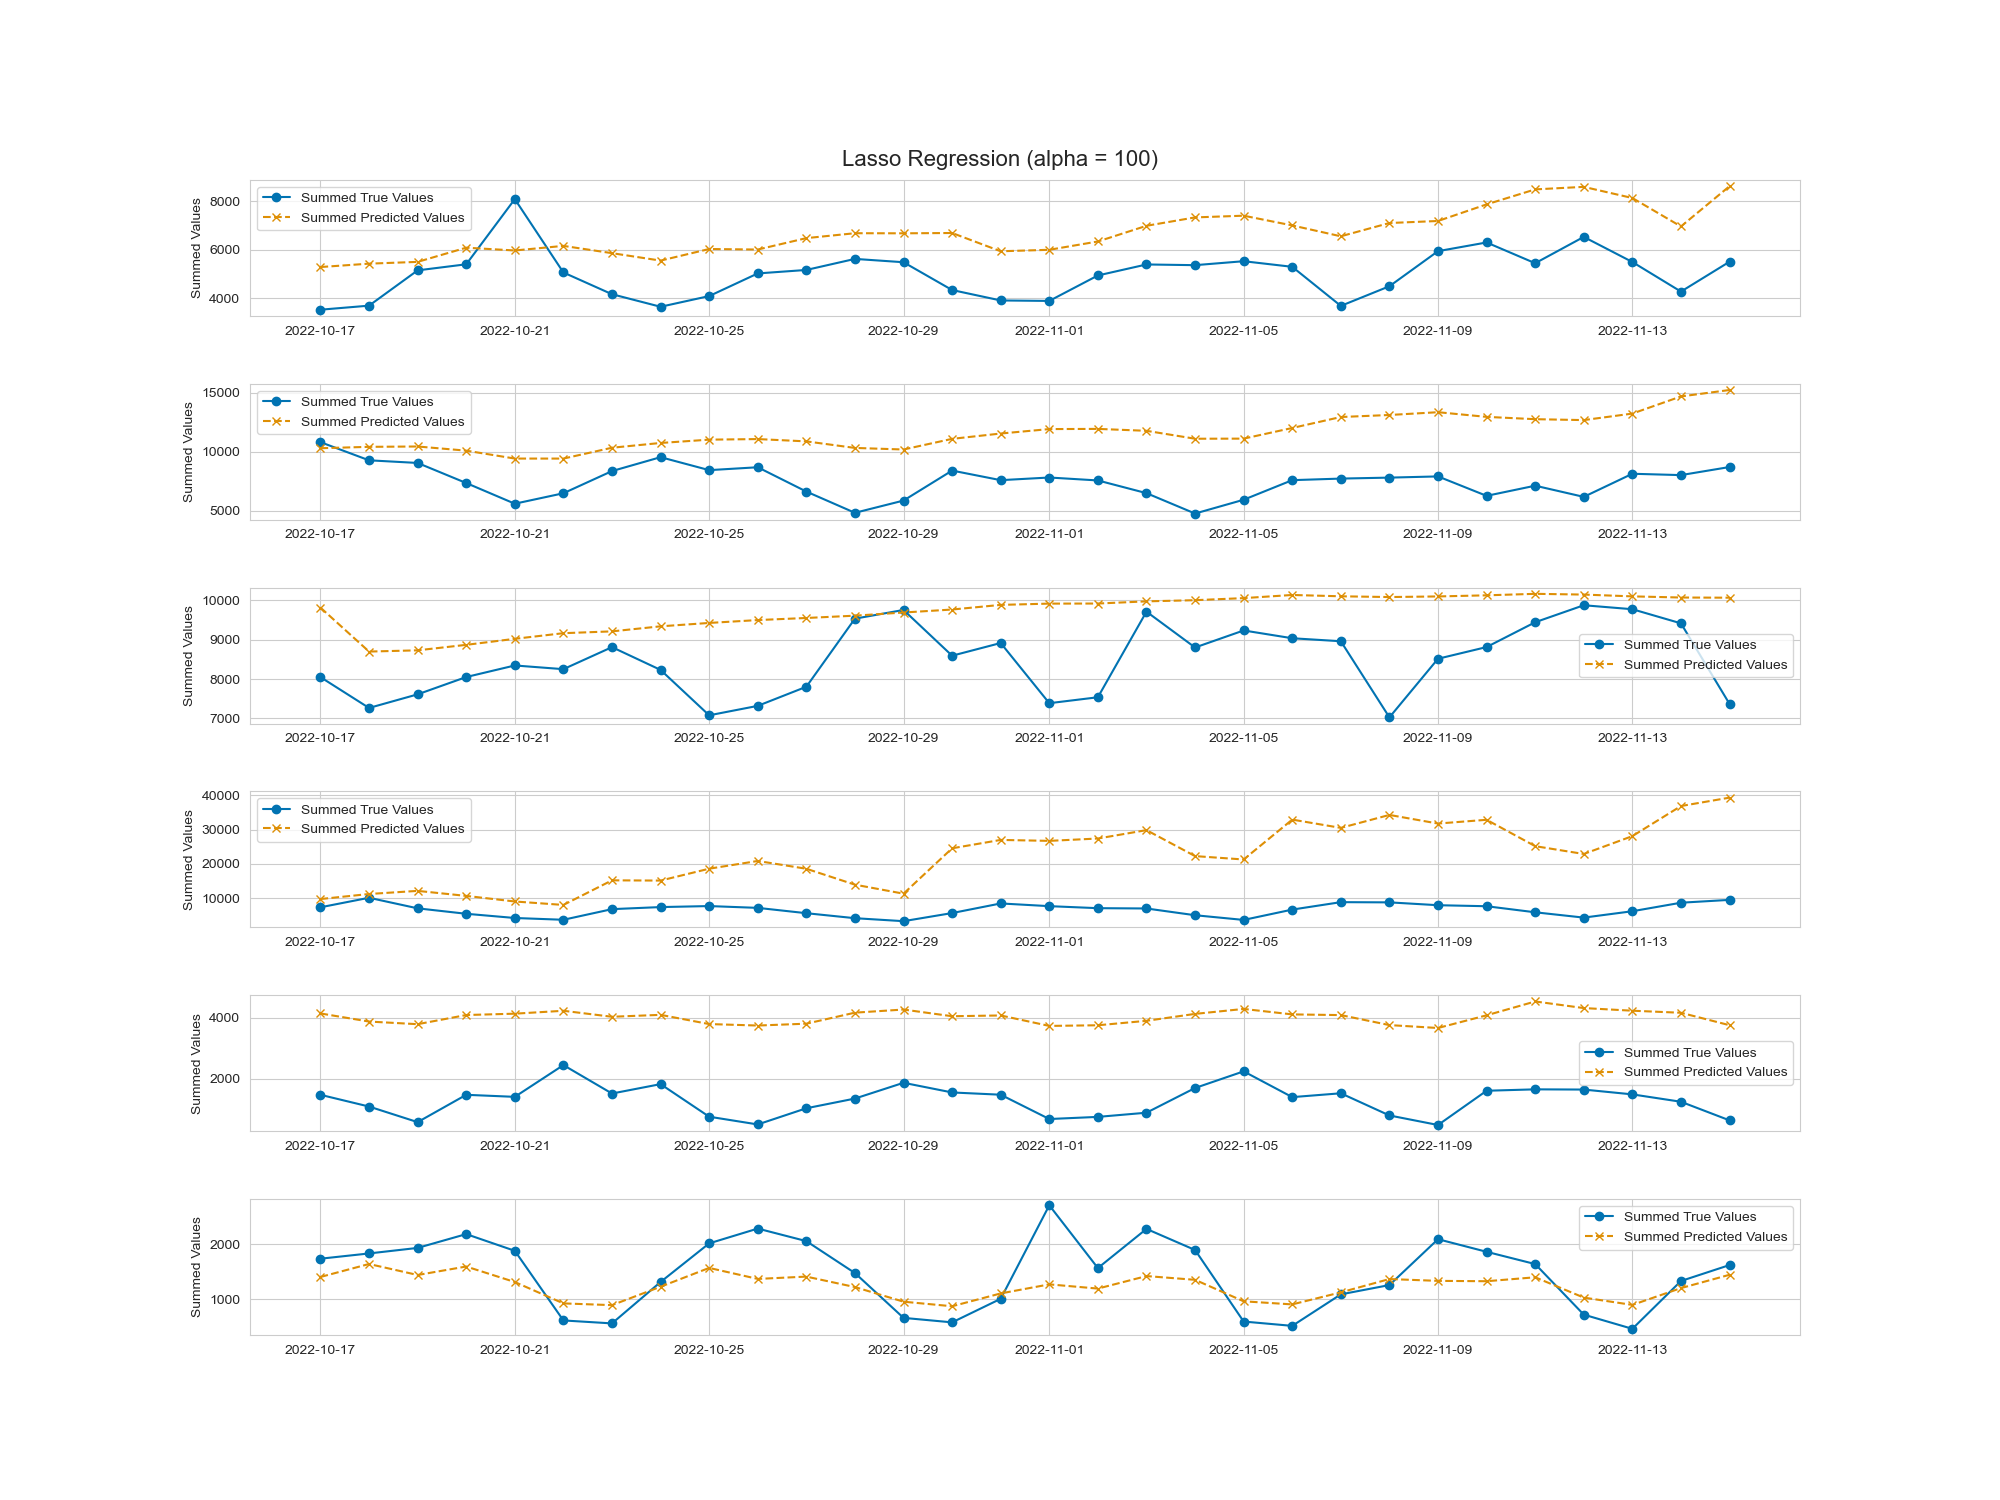 Lasso Regression (alpha = 100)
Summed Values
8000
6000
4000
Summed True Values
Summed Predicted Values
2022-10-17 2022-10-21 2022-10-25 2022-10-29 2022-11-01 2022-11-05 2022-11-09 2022-11-13
Summed Values
15000
10000
5000
Summed True Values
Summed Predicted Values
2022-10-17 2022-10-21 2022-10-25 2022-10-29 2022-11-01 2022-11-05 2022-11-09 2022-11-13
Summed Values
10000
9000
8000
7000
Summed True Values
Summed Predicted Values
2022-10-17 2022-10-21 2022-10-25 2022-10-29 2022-11-01 2022-11-05 2022-11-09 2022-11-13
Summed Values
40000
30000
20000
10000
Summed True Values
Summed Predicted Values
2022-10-17 2022-10-21 2022-10-25 2022-10-29 2022-11-01 2022-11-05 2022-11-09 2022-11-13
Summed Values
4000
2000
Summed True Values
Summed Predicted Values
2022-10-17 2022-10-21 2022-10-25 2022-10-29 2022-11-01 2022-11-05 2022-11-09 2022-11-13
Summed Values
2000
1000
Summed True Values
Summed Predicted Values
2022-10-17 2022-10-21 2022-10-25 2022-10-29 2022-11-01 2022-11-05 2022-11-09 2022-11-13